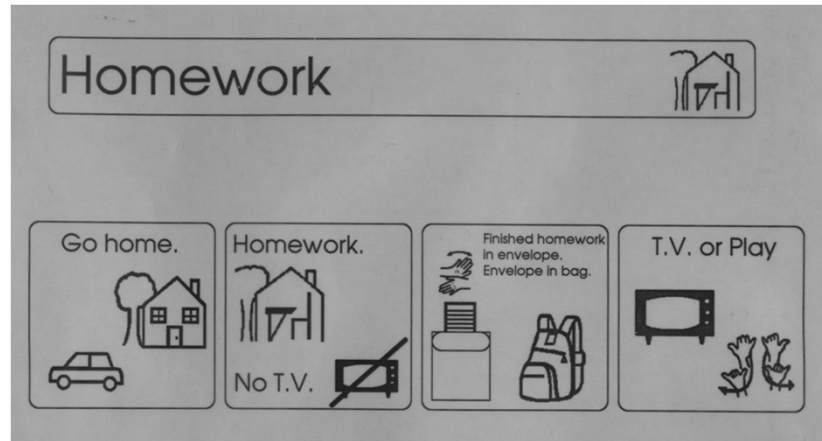 Homework
Go home.
Homework.
No T.V.
Finished homework
in envelope.
Envelope in bag.
T.V. or Play